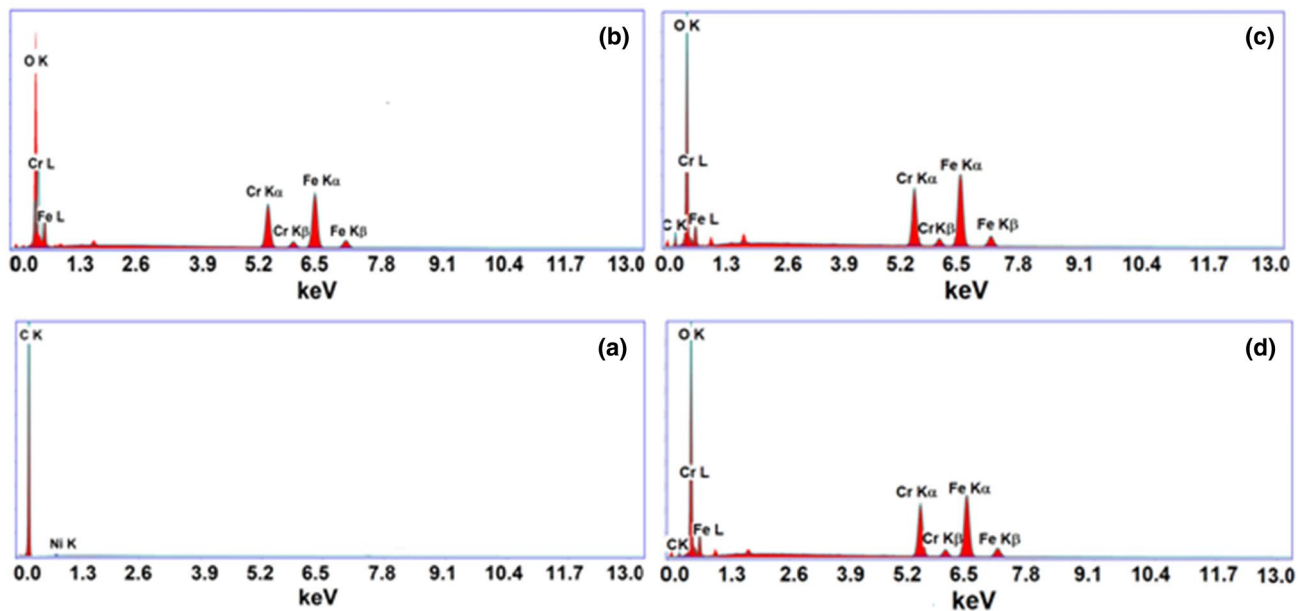 (b)
O K
Cr L
Fe L
Cr Kα
Cr Kβ
Fe Kα
Fe Kβ
0.0 1.3 2.6 3.9 5.2 6.5 7.8 9.1 10.4 11.7 13.0
keV
(c)
O K
Cr L
C K
Fe L
Cr Kα
CrKβ
Fe Kα
Fe Kβ
0.0 1.3 2.6 3.9 5.2 6.5 7.8 9.1 10.4 11.7 13.0
keV
(a)
C K
Ni K
0.0 1.3 2.6 3.9 5.2 6.5 7.8 9.1 10.4 11.7 13.0
keV
(d)
O K
Cr L
CK
Fe L
Cr Kα
Cr Kβ
Fe Kα
Fe Kβ
0.0 1.3 2.6 3.9 5.2 6.5 7.8 9.1 10.4 11.7 13.0
keV